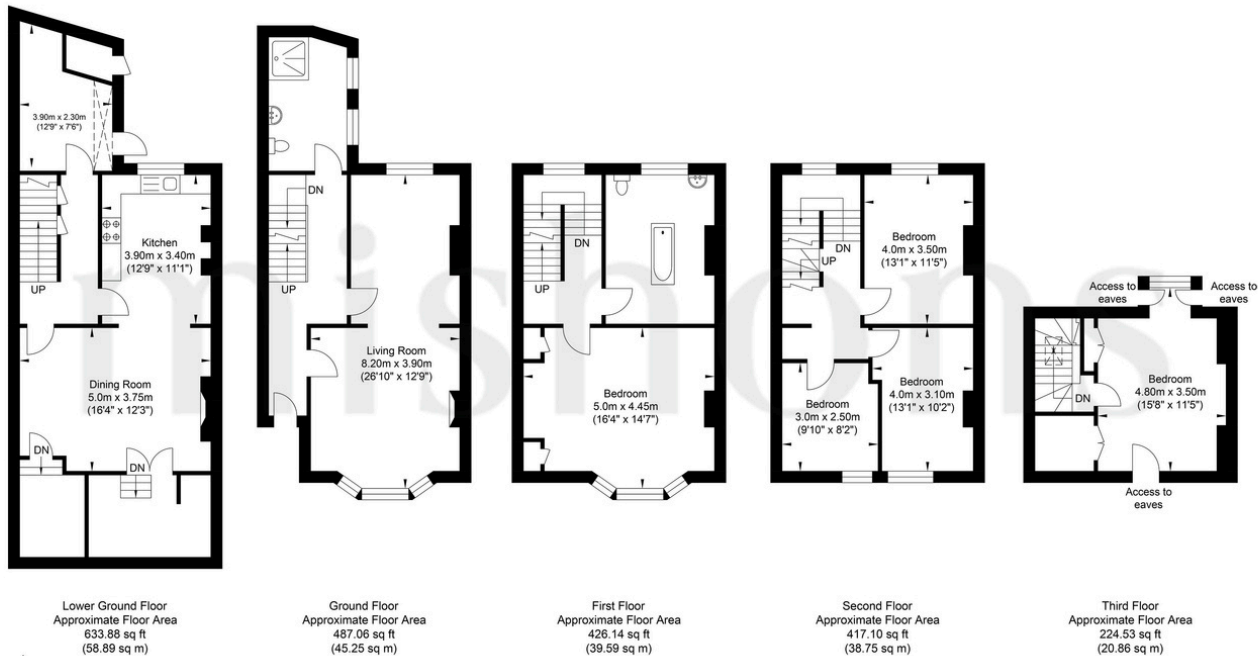 3.90m x 2.30m
(12'9" x 7'6")
UP
Kitchen
3.90m x 3.40m
(12'9" x 11'1")
Dining Room
5.0m x 3.75m
(16'4" x 12'3")
DN
DN
Lower Ground Floor
Approximate Floor Area
633.88 sq ft
(58.89 sq m)
DN
Living Room
8.20m x 3.90m
(26'10" x 12'9")
Ground Floor
Approximate Floor Area
487.06 sq ft
(45.25 sq m)
DN
UP
Bedroom
5.0m x 4.45m
(16'4" x 14'7")
First Floor
Approximate Floor Area
426.14 sq ft
(39.59 sq m)
DN
UP
Bedroom
4.0m x 3.50m
(13'1" x 11'5")
Bedroom
4.0m x 3.10m
(13'1" x 10'2")
Bedroom
3.0m x 2.50m
(9'10" x 8'2")
Second Floor
Approximate Floor Area
417.10 sq ft
(38.75 sq m)
Access to
eaves
Access to
eaves
DN
Bedroom
4.80m x 3.50m
(15'8" x 11'5")
Access to
eaves
Third Floor
Approximate Floor Area
224.53 sq ft
(20.86 sq m)
mishons